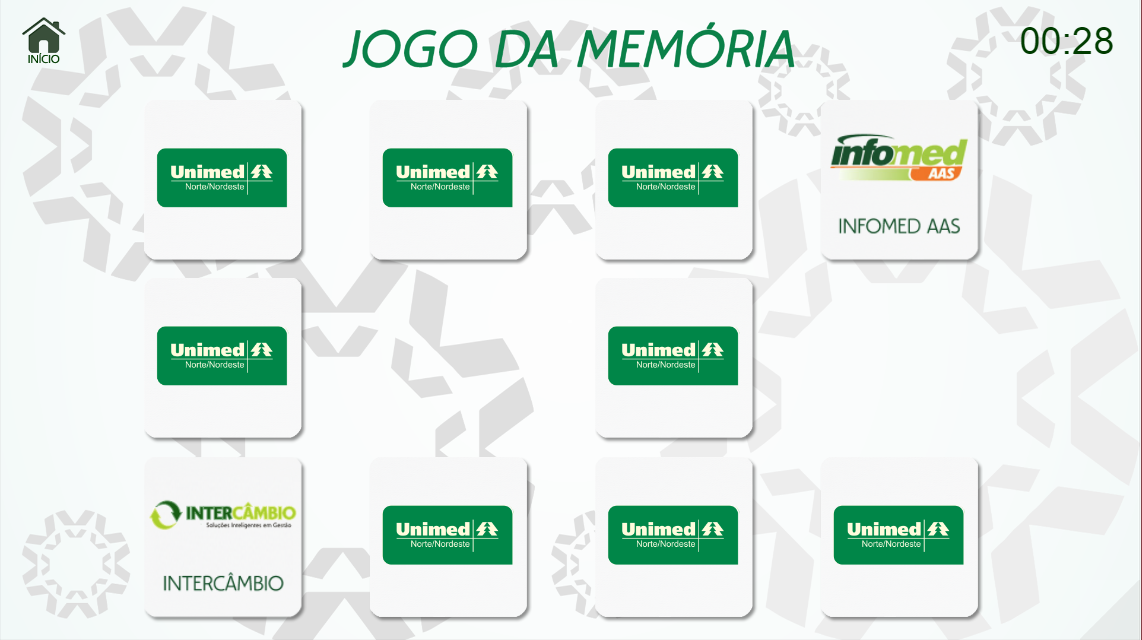 JOGO DA MEMÓRIA
00:28
INÍCIO
Unimed
Norte/Nordeste
Unimed
Norte/Nordeste
Unimed
Norte/Nordeste
infomed
AAS
INFOMED AAS
Unimed
Norte/Nordeste
Unimed
Norte/Nordeste
INTERCÂMBIO
Soluções Inteligentes em Gestão
INTERCÂMBIO
Unimed
Norte/Nordeste
Unimed
Norte/Nordeste
Unimed
Norte/Nordeste